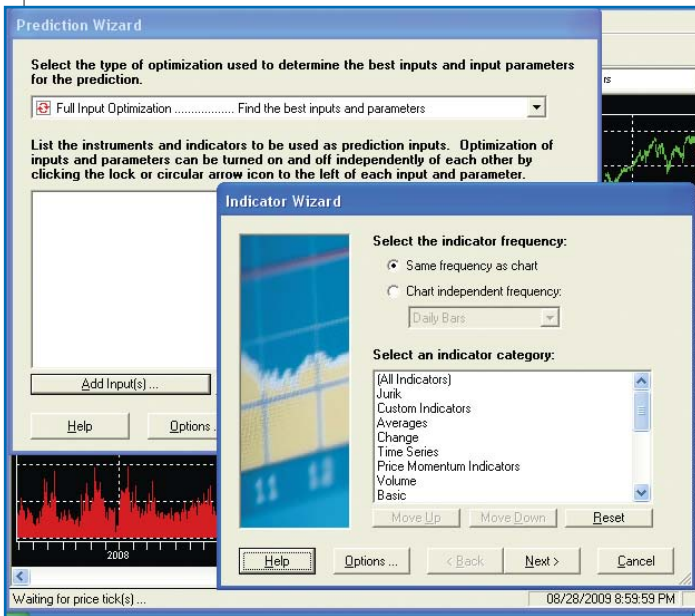 Prediction Wizard
Select the type of optimization used to determine the best inputs and input parameters
for the prediction.
Full Input Optimization .................. Find the best inputs and parameters
List the instruments and indicators to be used as prediction inputs.  Optimization of
inputs and parameters can be turned on and off independently of each other by
clicking the lock or circular arrow icon to the left of each input and parameter.
Add Input(s) ...
Help
Options
Indicator Wizard
Select the indicator frequency:
Same frequency as chart
Chart independent frequency:
Daily Bars
Select an indicator category:
(All Indicators)
Jurik
Custom Indicators
Averages
Change
Time Series
Price Momentum Indicators
Volume
Basic
Move Up
Move Down
Reset
11 12
Help
Options ...
< Back
Next >
Cancel
2008
Waiting for price tick(s) ...
08/28/2009 8:59:59 PM